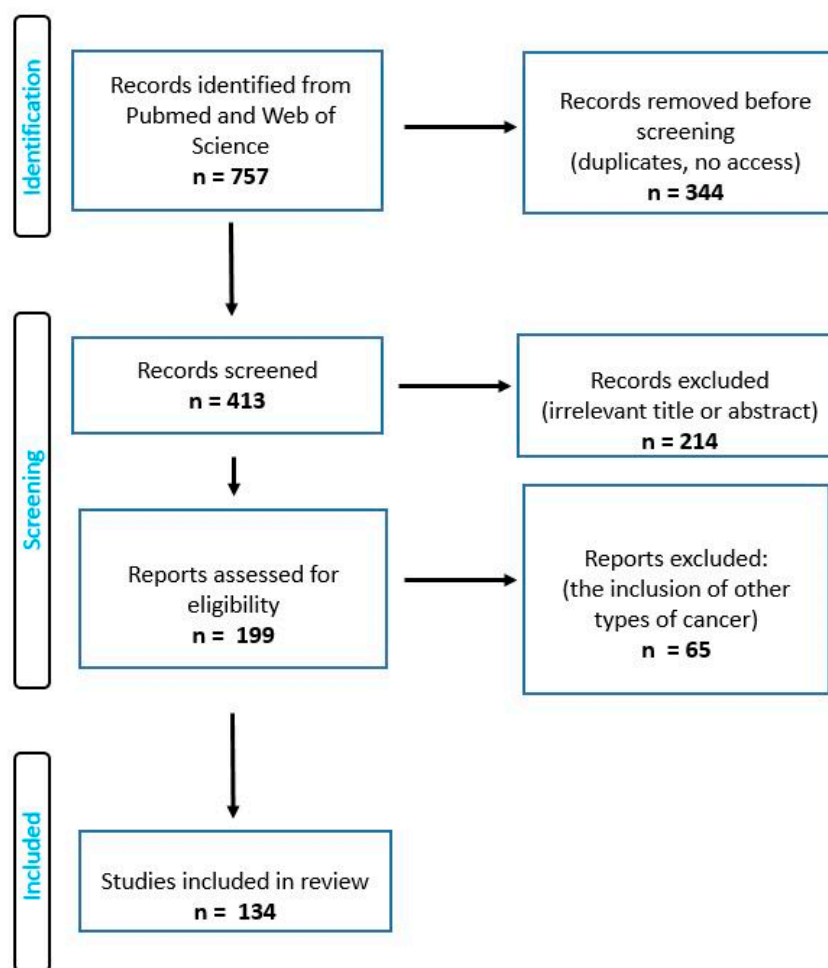 Identification
Records identified from
Pubmed and Web of
Science
n = 757
Records removed before
screening
(duplicates, no access)
n = 344
Screening
Records screened
n = 413
Records excluded
(irrelevant title or abstract)
n = 214
Reports assessed for
eligibility
n = 199
Reports excluded:
(the inclusion of other
types of cancer)
n = 65
Included
Studies included in review
n = 134